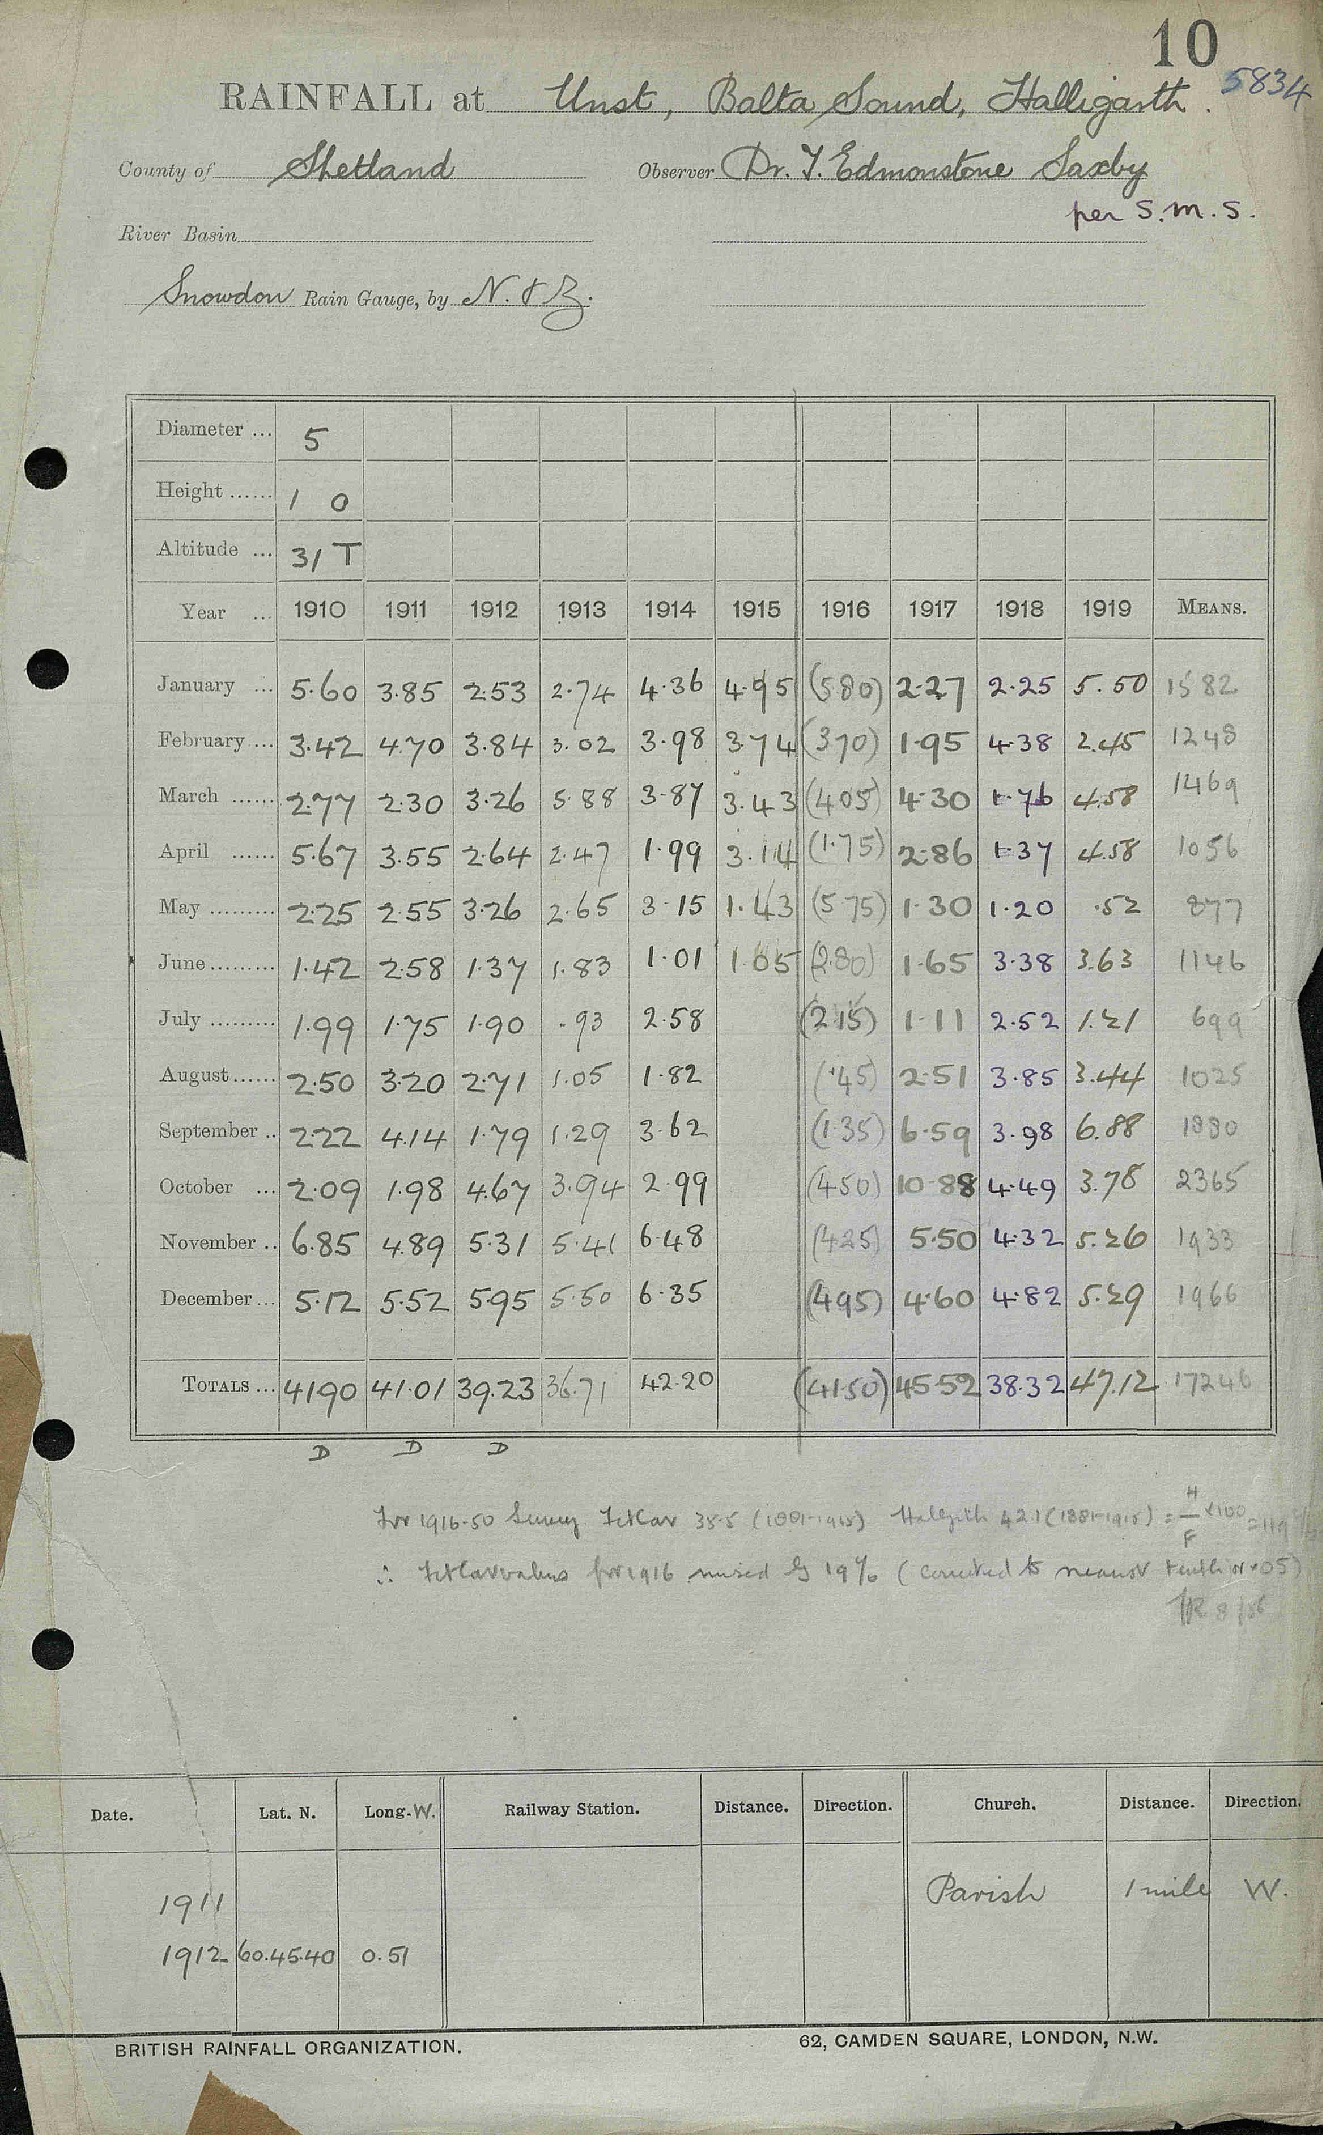 10
5834
RAINFALL at Unst, Balta Sound, Halligarth.
County of Shetland Observer Dr. T. Edmonstone Saxby
per S.M.S.
River Basin
Snowdon Rain Gauge, by N. & Z.
Diameter ... 5
Height ...... 1 0
Altitude ... 31 T
Year ... 1910 1911 1912 1913 1914 1915 1916 1917 1918 1919 MEANS.
January ... 5.60 3.85 2.53 2.74 4.36 4.95 (5.80) 2.27 2.25 5.50 1582
February ... 3.42 4.70 3.84 3.02 3.98 3.74 (3.70) 1.95 4.38 2.45 1248
March ...... 2.77 2.30 3.26 5.88 3.87 3.43 (4.05) 4.30 1.76 4.58 1469
April ...... 5.67 3.55 2.64 2.47 1.99 3.14 (1.75) 2.86 1.37 4.58 1056
May ......... 2.25 2.55 3.26 2.65 3.15 1.43 (5.75) 1.30 1.20 .52 877
June ......... 1.42 2.58 1.37 1.83 1.01 1.05 (2.80) 1.65 3.38 3.63 1146
July ......... 1.99 1.75 1.90 .93 2.58 (2.15) 1.11 2.52 1.21 699
August ...... 2.50 3.20 2.71 1.05 1.82 (.45) 2.51 3.85 3.44 1025
September .. 2.22 4.14 1.79 1.29 3.62 (1.35) 6.59 3.98 6.88 1880
October ... 2.09 1.98 4.67 3.94 2.99 (4.50) 10.88 4.49 3.78 2365
November .. 6.85 4.89 5.31 5.41 6.48 (4.25) 5.50 4.32 5.26 1933
December ... 5.12 5.52 5.95 5.50 6.35 (4.95) 4.60 4.82 5.29 1966
TOTALS ... 41.90 41.01 39.23 36.71 42.20 (41.50) 45.52 38.32 47.12 17246
D D D
For 1916-50 Survey Fetlar 35.5 (1881-1915) Halligarth 42.1 (1881-1915) = H/F × 100 = 119
∴ Fetlar values for 1916 raised by 19% (corrected to nearest tenth or .05)
Date. Lat. N. Long. W. Railway Station. Distance. Direction. Church. Distance. Direction.
1911 Parish 1 mile W.
1912 60.45.40 0.51
BRITISH RAINFALL ORGANIZATION. 62, CAMDEN SQUARE, LONDON, N.W.